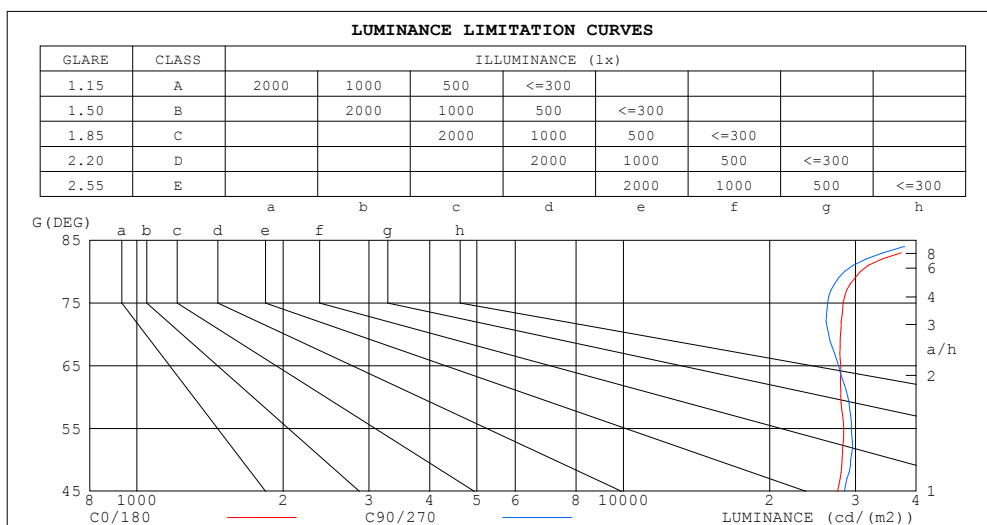 LUMINANCE LIMITATION CURVES
GLARE CLASS ILLUMINANCE (lx)
1.15 A 2000 1000 500 <=300
1.50 B 2000 1000 500 <=300
1.85 C 2000 1000 500 <=300
2.20 D 2000 1000 500 <=300
2.55 E 2000 1000 500 <=300
a b c d e f g h
G(DEG)
85 a b c d e f g h
8
6
75 4
3
a/h
65 2
55
45 1
8 1000 2 3 4 5 6 8 10000 2 3 4
C0/180 C90/270 LUMINANCE (cd/(m2))